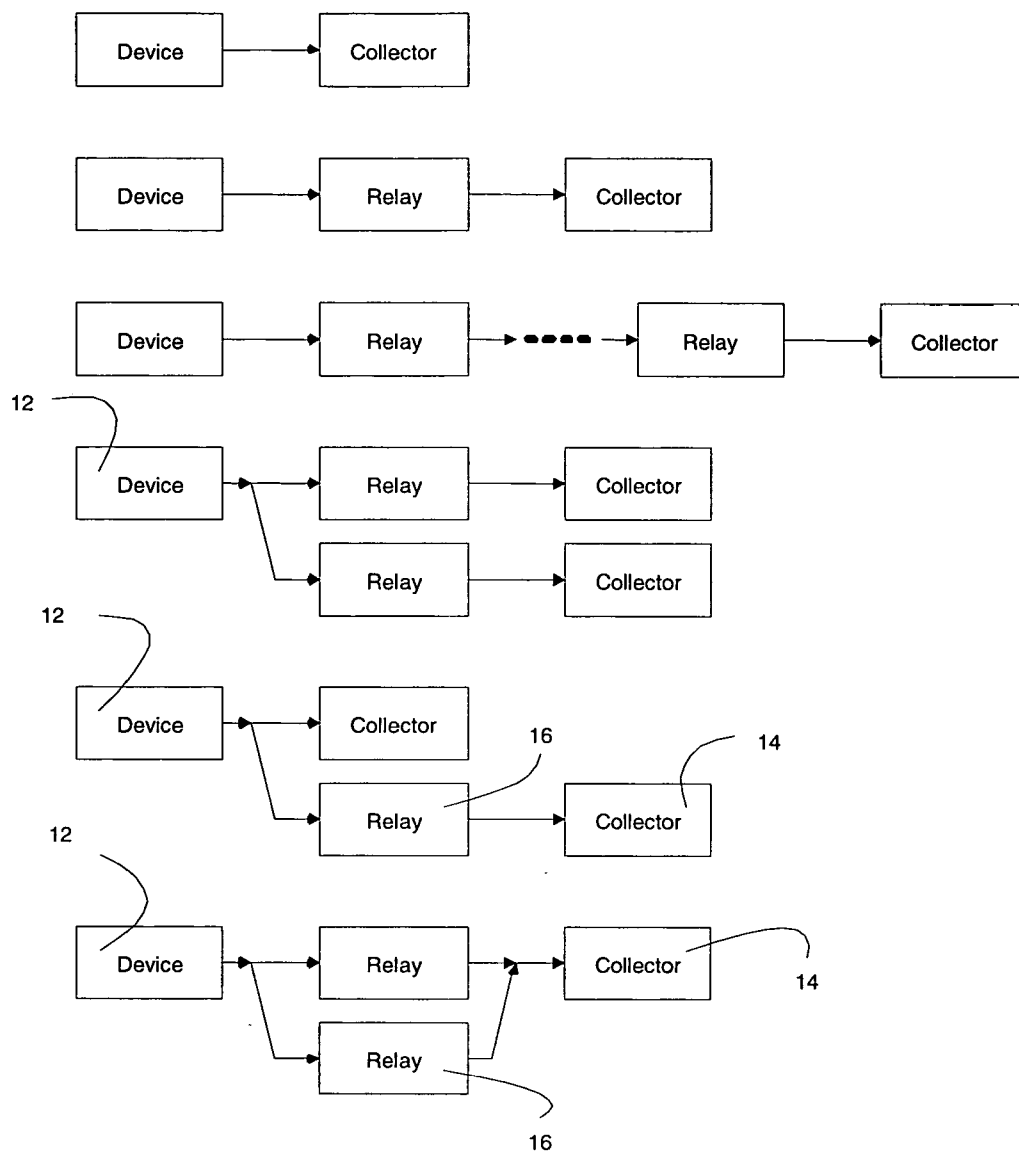 Device Collector
Device Relay Collector
Device Relay Relay Collector
12
Device Relay Collector
Relay Collector
12
Device Collector
16 14
Relay Collector
12
Device Relay Collector
14
Relay
16